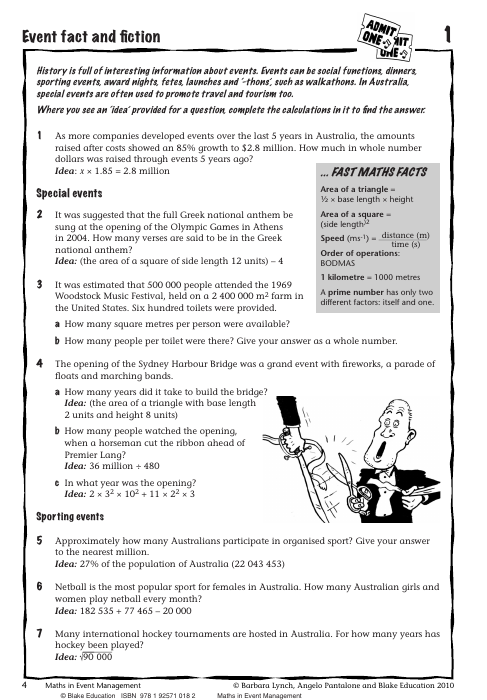 Event fact and fiction
ADMIT
ONE
MIT
ONE
1
History is full of interesting information about events. Events can be social functions, dinners,
sporting events, award nights, fetes, launches and '-thons', such as walkathons. In Australia,
special events are often used to promote travel and tourism too.
Where you see an 'idea' provided for a question, complete the calculations in it to find the answer.
1 As more companies developed events over the last 5 years in Australia, the amounts
raised after costs showed an 85% growth to $2.8 million. How much in whole number
dollars was raised through events 5 years ago?
Idea: x × 1.85 = 2.8 million
Special events
2 It was suggested that the full Greek national anthem be
sung at the opening of the Olympic Games in Athens
in 2004. How many verses are said to be in the Greek
national anthem?
Idea: (the area of a square of side length 12 units) – 4
3 It was estimated that 500 000 people attended the 1969
Woodstock Music Festival, held on a 2 400 000 m² farm in
the United States. Six hundred toilets were provided.
a How many square metres per person were available?
b How many people per toilet were there? Give your answer as a whole number.
... FAST MATHS FACTS
Area of a triangle =
½ × base length × height
Area of a square =
(side length)²
Speed (ms⁻¹) = distance (m)
time (s)
Order of operations:
BODMAS
1 kilometre = 1000 metres
A prime number has only two
different factors: itself and one.
4 The opening of the Sydney Harbour Bridge was a grand event with fireworks, a parade of
floats and marching bands.
a How many years did it take to build the bridge?
Idea: (the area of a triangle with base length
2 units and height 8 units)
b How many people watched the opening,
when a horseman cut the ribbon ahead of
Premier Lang?
Idea: 36 million ÷ 480
c In what year was the opening?
Idea: 2 × 3² × 10² + 11 × 2² × 3
Sporting events
5 Approximately how many Australians participate in organised sport? Give your answer
to the nearest million.
Idea: 27% of the population of Australia (22 043 453)
6 Netball is the most popular sport for females in Australia. How many Australian girls and
women play netball every month?
Idea: 182 535 + 77 465 – 20 000
7 Many international hockey tournaments are hosted in Australia. For how many years has
hockey been played?
Idea: √90 000
4 Maths in Event Management © Barbara Lynch, Angelo Pantalone and Blake Education 2010
© Blake Education ISBN 978 1 92571 018 2 Maths in Event Management